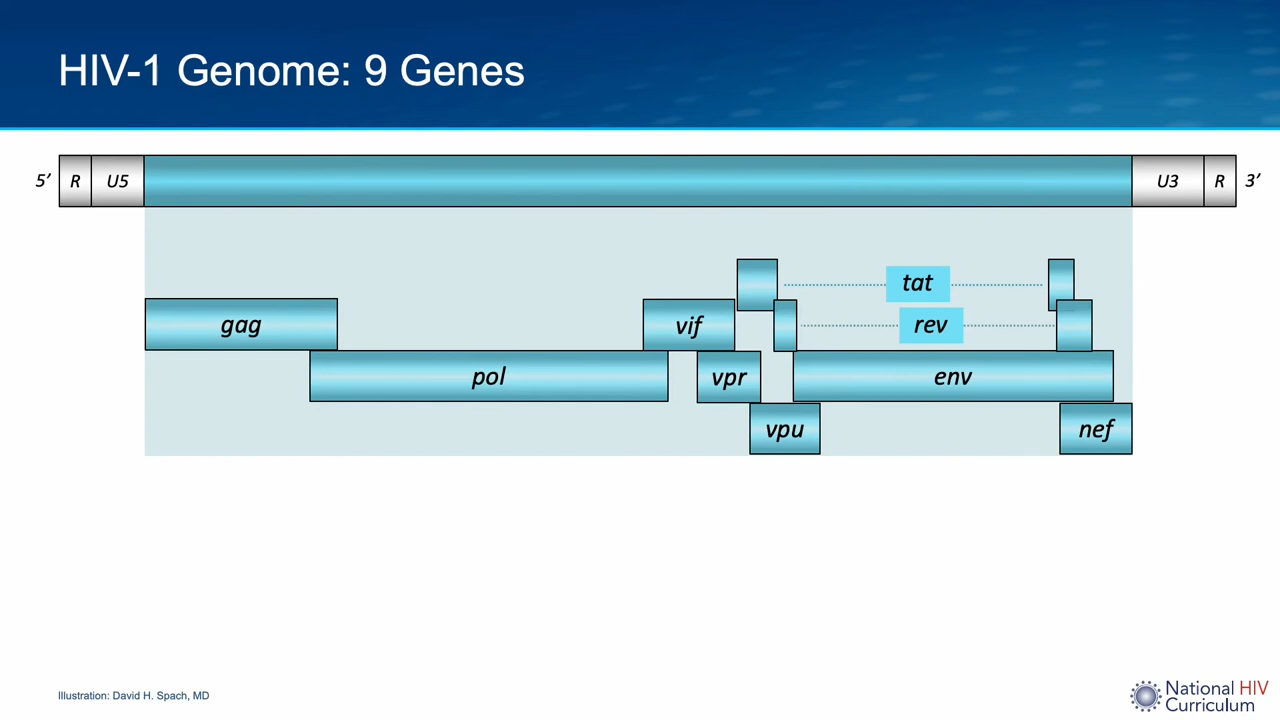 HIV-1 Genome: 9 Genes
5′ R U5 U3 R 3′
tat
gag vif rev
pol vpr env
vpu nef
Illustration: David H. Spach, MD
National HIV
Curriculum